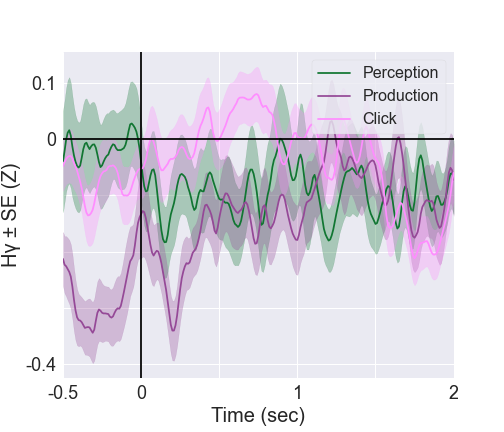 Perception
Production
Click
Hγ ± SE (Z)
0.1
0
-0.4
-0.5
0
1
2
Time (sec)